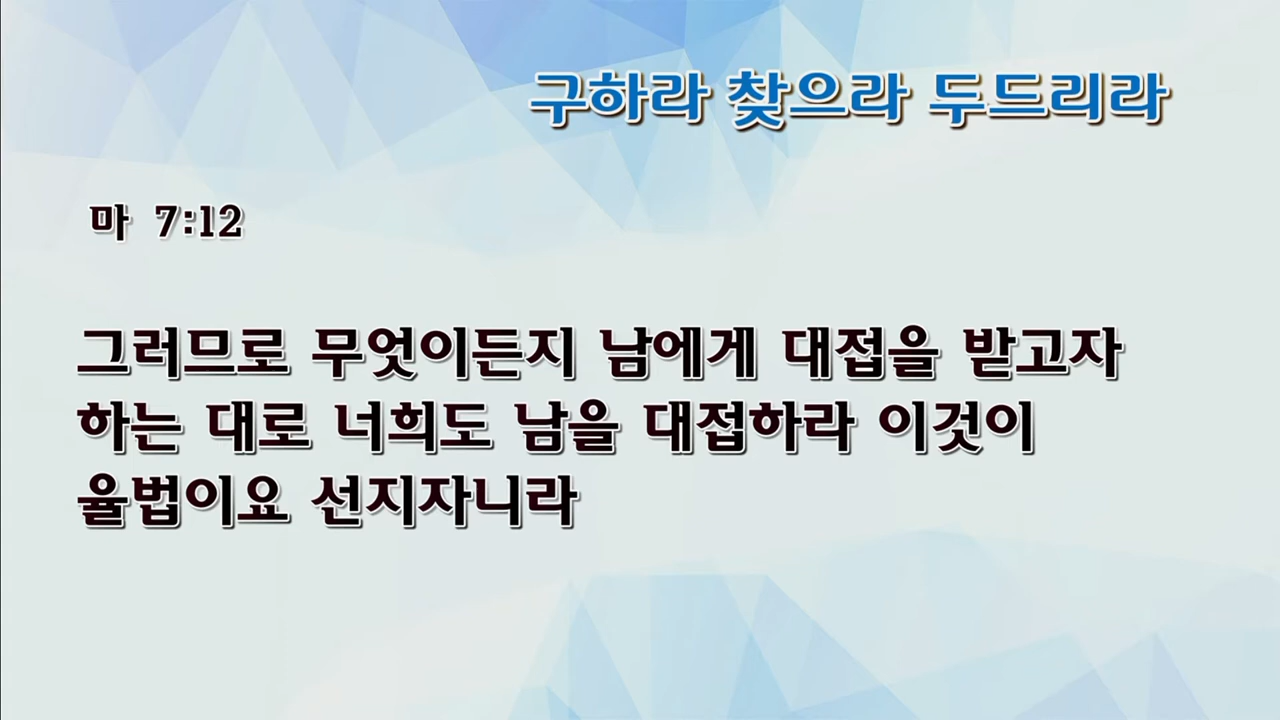 구하라 찾으라 두드리라
마 7:12
그러므로 무엇이든지 남에게 대접을 받고자
하는 대로 너희도 남을 대접하라 이것이
율법이요 선지자니라